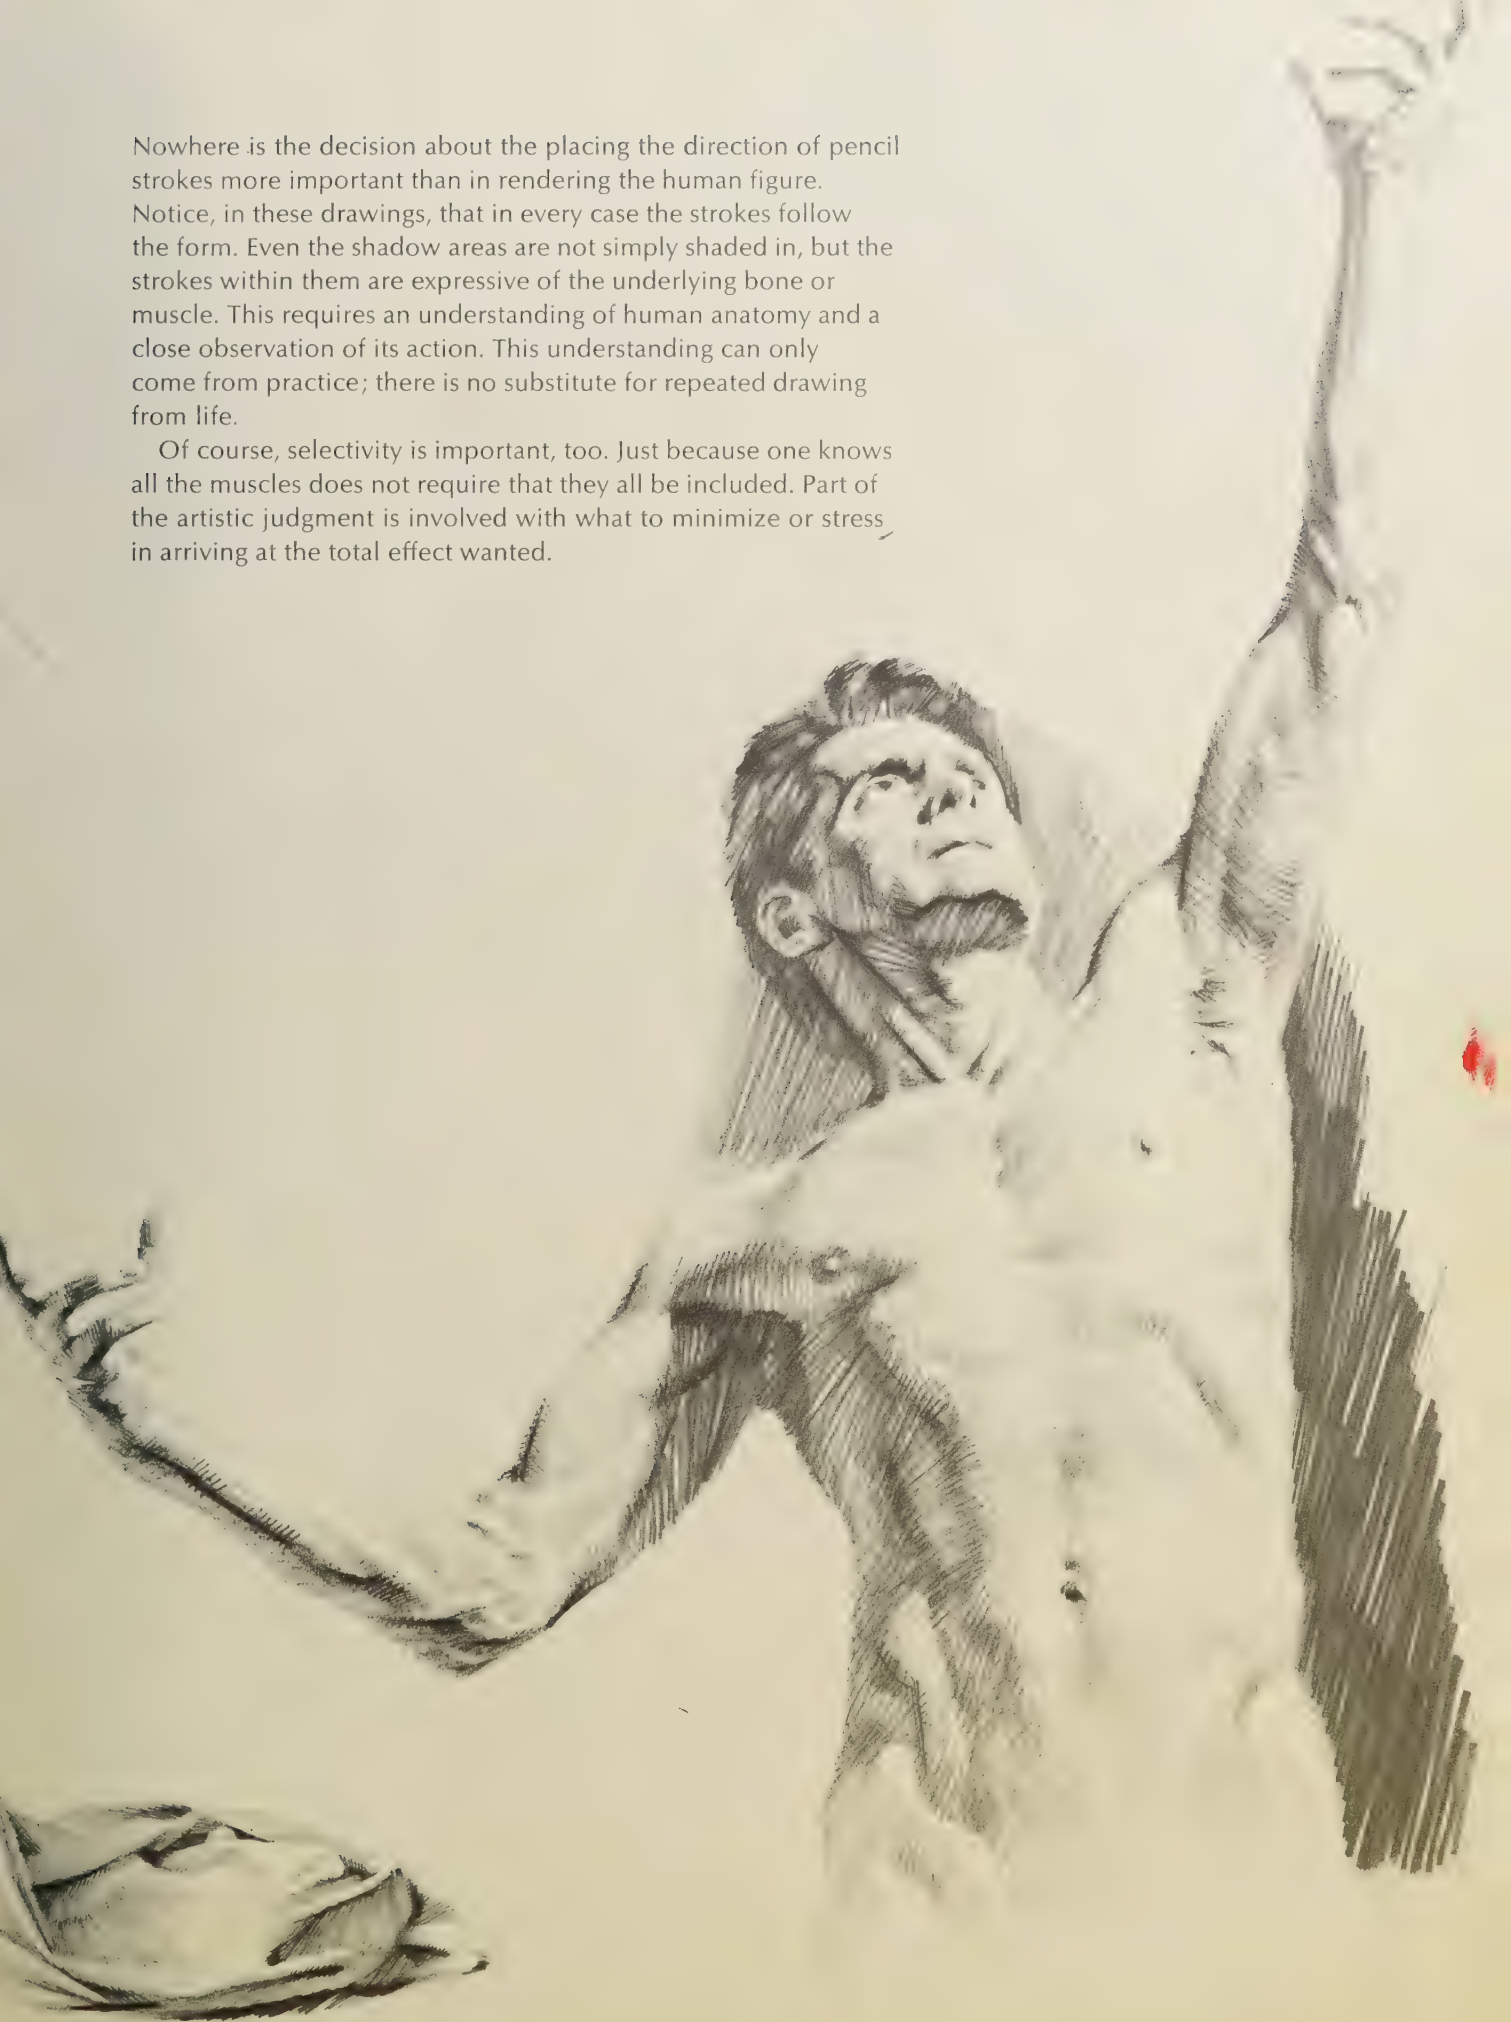 Nowhere is the decision about the placing the direction of pencil
strokes more important than in rendering the human figure.
Notice, in these drawings, that in every case the strokes follow
the form. Even the shadow areas are not simply shaded in, but the
strokes within them are expressive of the underlying bone or
muscle. This requires an understanding of human anatomy and a
close observation of its action. This understanding can only
come from practice; there is no substitute for repeated drawing
from life.
Of course, selectivity is important, too. Just because one knows
all the muscles does not require that they all be included. Part of
the artistic judgment is involved with what to minimize or stress
in arriving at the total effect wanted.